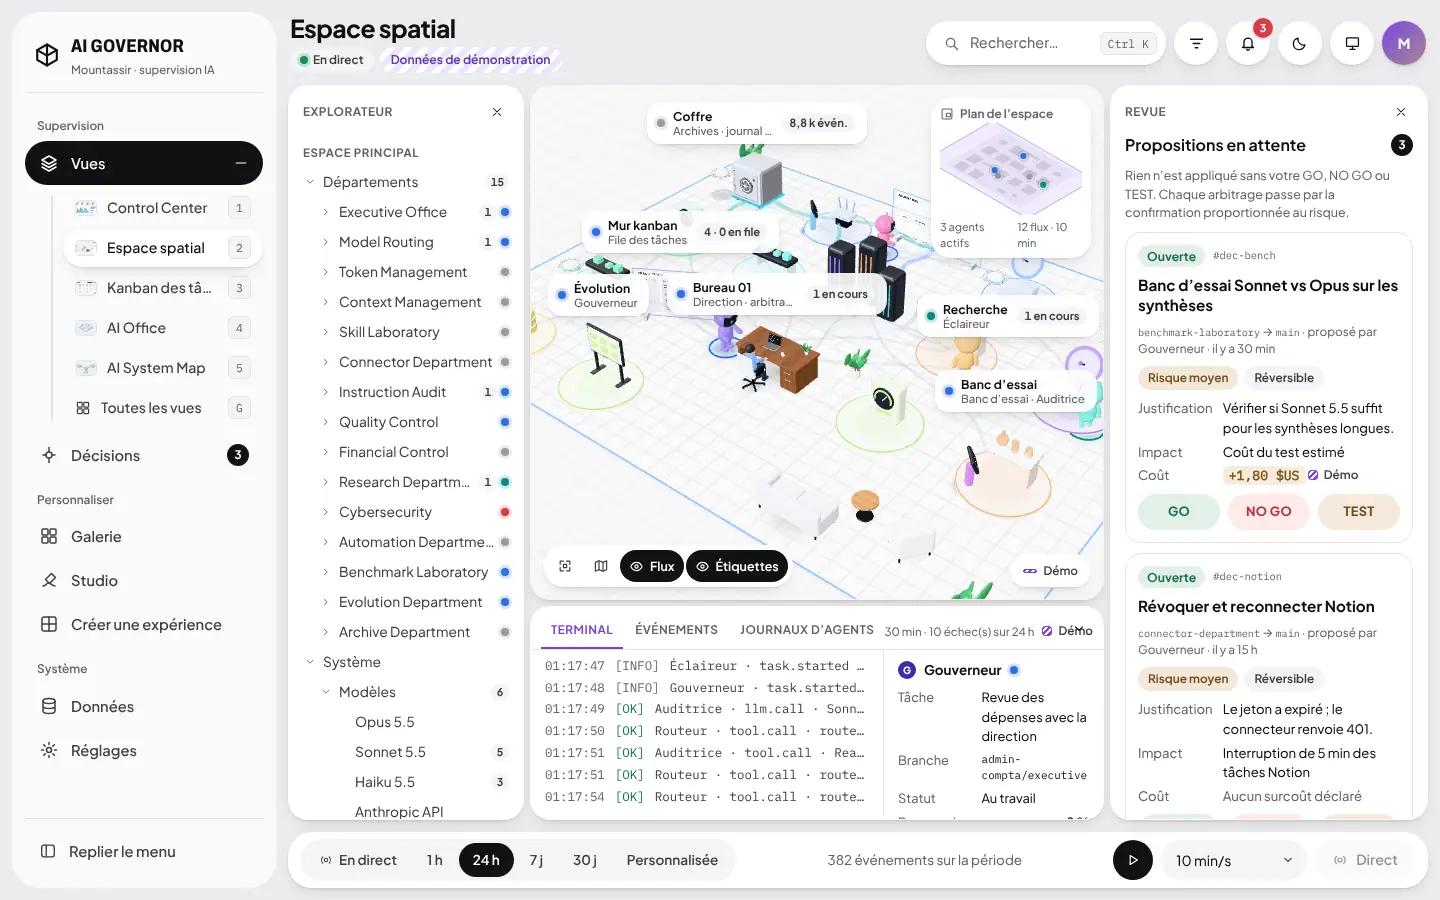 AI GOVERNOR
Mountassir · supervision IA
Supervision
Vues
Control Center 1
Espace spatial 2
Kanban des tâ... 3
AI Office 4
AI System Map 5
Toutes les vues G
Décisions 3
Personnaliser
Galerie
Studio
Créer une expérience
Système
Données
Réglages
Replier le menu
Espace spatial
En direct
Données de démonstration
Rechercher...
Ctrl K
3
M
EXPLORATEUR
ESPACE PRINCIPAL
Départements 15
Executive Office 1
Model Routing 1
Token Management
Context Management
Skill Laboratory
Connector Department
Instruction Audit 1
Quality Control
Financial Control
Research Departm... 1
Cybersecurity
Automation Departme...
Benchmark Laboratory
Evolution Department
Archive Department
Système
Modèles 6
Opus 5.5
Sonnet 5.5 5
Haiku 5.5 3
Anthropic API
Coffre
Archives · journal ...
8,8 k évén.
Plan de l'espace
3 agents actifs
12 flux · 10 min
Mur kanban
File des tâches
4 · 0 en file
Évolution
Gouverneur
Bureau 01
Direction · arbitra...
1 en cours
Recherche
Éclaireur
1 en cours
Banc d'essai
Banc d'essai · Auditrice
Flux
Étiquettes
Démo
TERMINAL
ÉVÉNEMENTS
JOURNAUX D'AGENTS
30 min · 10 échec(s) sur 24 h
Démo
01:17:47 [INFO] Éclaireur · task.started ...
01:17:48 [INFO] Gouverneur · task.started...
01:17:49 [OK] Auditrice · llm.call · Sonn...
01:17:50 [OK] Routeur · tool.call · route...
01:17:51 [OK] Auditrice · tool.call · Rea...
01:17:51 [OK] Routeur · tool.call · route...
01:17:54 [OK] Routeur · tool.call · route...
G Gouverneur
Tâche Revue des
dépenses avec la
direction
Branche admin-
compta/executive
Statut Au travail
REVUE
Propositions en attente 3
Rien n'est appliqué sans votre GO, NO GO ou
TEST. Chaque arbitrage passe par la
confirmation proportionnée au risque.
Ouverte #dec-bench
Banc d'essai Sonnet vs Opus sur les
synthèses
benchmark-laboratory → main · proposé par
Gouverneur · il y a 30 min
Risque moyen Réversible
Justification Vérifier si Sonnet 5.5 suffit
pour les synthèses longues.
Impact Coût du test estimé
Coût +1,80 $US Démo
GO NO GO TEST
Ouverte #dec-notion
Révoquer et reconnecter Notion
connector-department → main · proposé par
Gouverneur · il y a 15 h
Risque moyen Réversible
Justification Le jeton a expiré ; le
connecteur renvoie 401.
Impact Interruption de 5 min des
tâches Notion
Coût Aucun surcoût déclaré
En direct
1 h
24 h
7 j
30 j
Personnalisée
382 événements sur la période
10 min/s
Direct